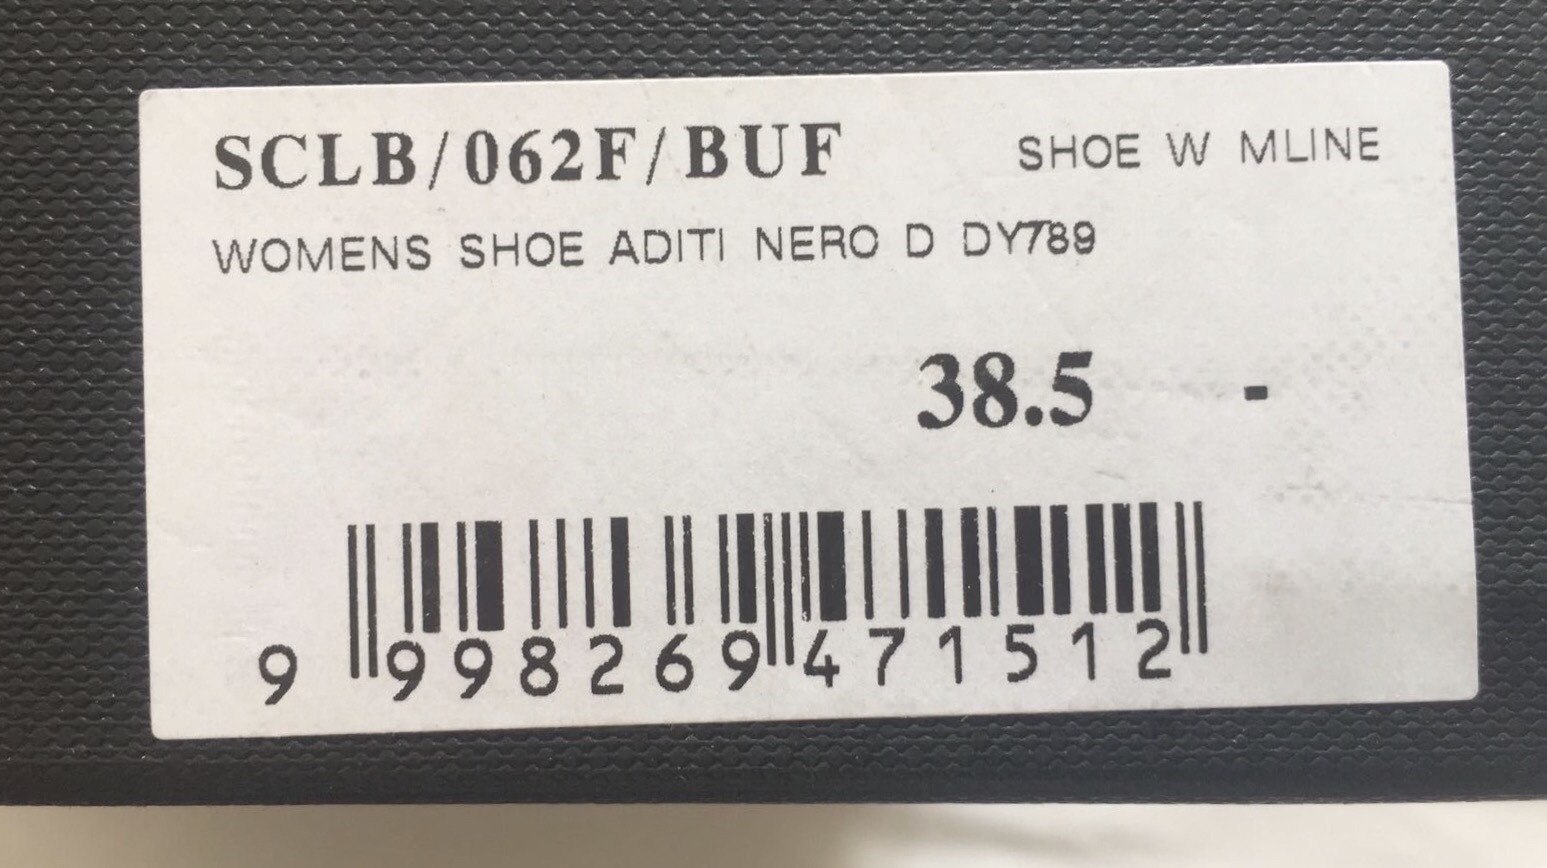 SCLB/062F/BUF SHOE W MLINE
WOMENS SHOE ADITI NERO D DY789
38.5 -
9 998269 471512